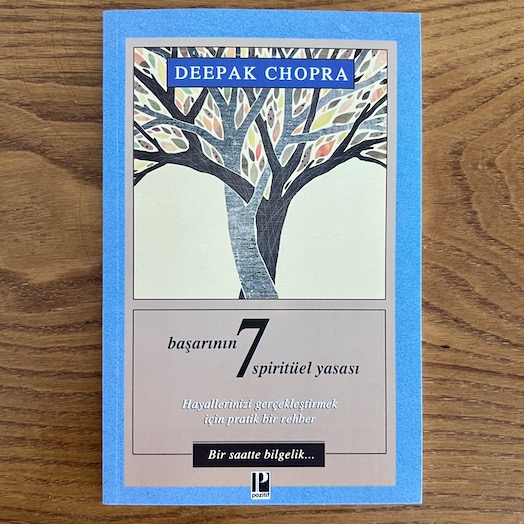 DEEPAK CHOPRA
başarının 7 spiritüel yasası
Hayallerinizi gerçekleştirmek
için pratik bir rehber
Bir saatte bilgelik...
P
pozitif